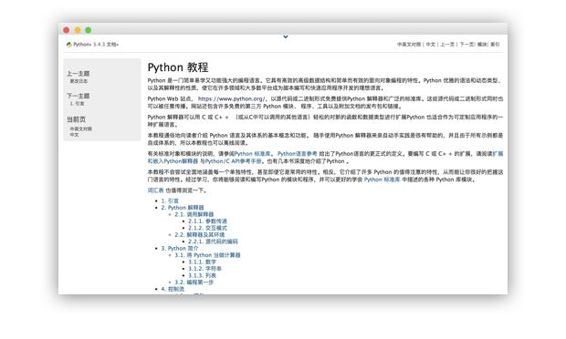 Python» 3.4.3 文档»
中英文对照 | 中文 | 上一页 | 下一页| 模块| 索引
上一主题
更改日志
下一主题
1. 引言
当前页
中英文对照
中文
Python 教程
Python 是一门简单易学又功能强大的编程语言。它具有高效的高级数据结构和简单而有效的面向对象编程的特性。Python 优雅的语法和动态类型、
以及其解释性的性质，使它在许多领域和大多数平台成为脚本编写和快速应用程序开发的理想语言。
Python Web 站点， https://www.python.org/，以源代码或二进制形式免费提供Python 解释器和广泛的标准库。这些源代码或二进制形式同时也
可以被任意传播。网站还包含许多免费的第三方 Python 模块 、程序、工具以及附加文档的发布包和链接。
Python 解释器可以用 C 或 C++ （或从C中可以调用的其他语言）轻松的对新的函数和数据类型进行扩展Python 也适合作为可定制应用程序的一
种扩展语言。
本教程通俗地向读者介绍 Python 语言及其体系的基本概念和功能。 随手使用Python 解释器来亲自动手实践是很有帮助的，并且由于所有示例都是
自成体系的，所以本教程也可以离线阅读。
有关标准对象和模块的说明，请参阅Python 标准库。 Python语言参考 给出了Python语言的更正式的定义。要编写 C 或 C++ 的扩展，请阅读扩展
和嵌入Python解释器 与Python/C API参考手册。也有几本书深度地介绍了Python 。
本教程不会尝试全面地涵盖每一个单独特性，甚至即使它是常用的特性。相反，它介绍了许多 Python 的值得注意的特性，从而能让你很好的把握这
门语言的特性。经过学习，你将能够阅读和编写Python 的模块和程序，并可以更好的学会 Python 标准库 中描述的各种 Python 库模块。
词汇表 也值得浏览一下。
1. 引言
2. Python 解释器
2.1. 调用解释器
2.1.1. 参数传递
2.1.2. 交互模式
2.2. 解释器及其环境
2.2.1. 源代码的编码
3. Python 简介
3.1. 将 Python 当做计算器
3.1.1. 数字
3.1.2. 字符串
3.1.3. 列表
3.2. 编程第一步
4. 控制流